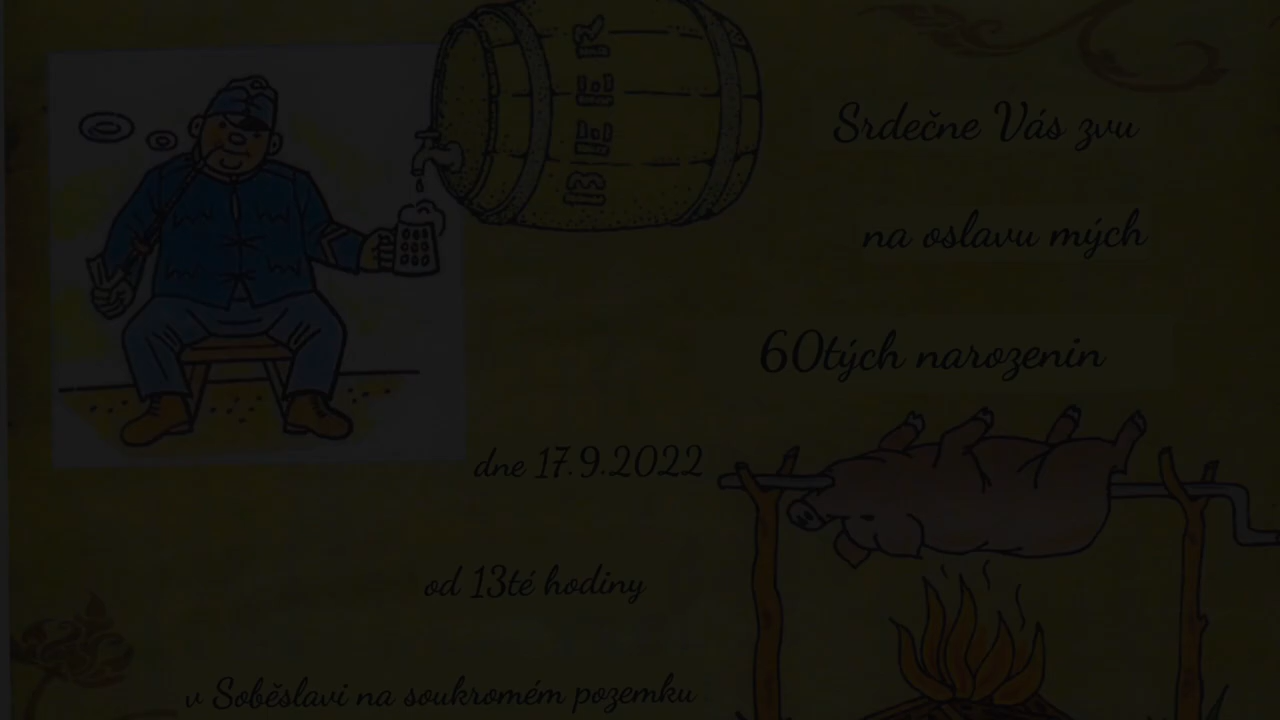 BEER
Srdečne Vás zvu
na oslavu mých
60tých narozenin
dne 17.9.2022
od 13té hodiny
v Soběslavi na soukromém pozemku